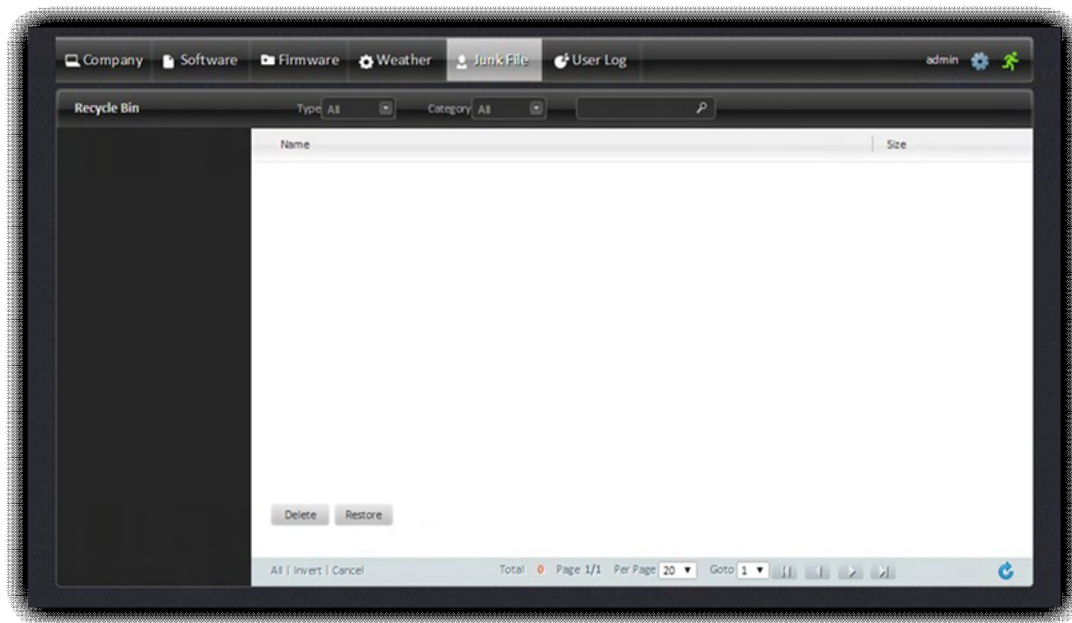 Company Software Firmware Weather Junk File User Log admin
Recycle Bin Type All Category All
Name Size
Delete Restore
All | Invert | Cancel Total 0 Page 1/1 Per Page 20 Goto 1